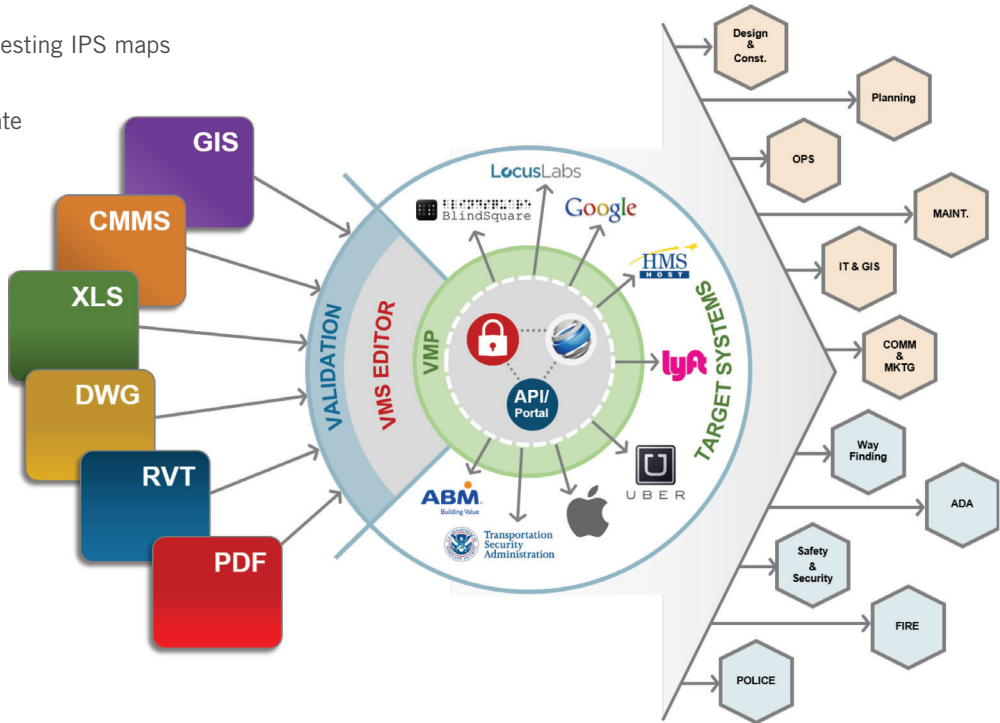 esting IPS maps
ate
GIS
CMMS
XLS
DWG
RVT
PDF
VALIDATION
VMS EDITOR
VMP
API/
Portal
LocusLabs
BlindSquare
Google
HMS
HOST
lyft
UBER
ABM
Building Value
Transportation
Security
Administration
TARGET SYSTEMS
Design
&
Const.
Planning
OPS
MAINT.
IT & GIS
COMM
&
MKTG
Way
Finding
ADA
Safety
&
Security
FIRE
POLICE